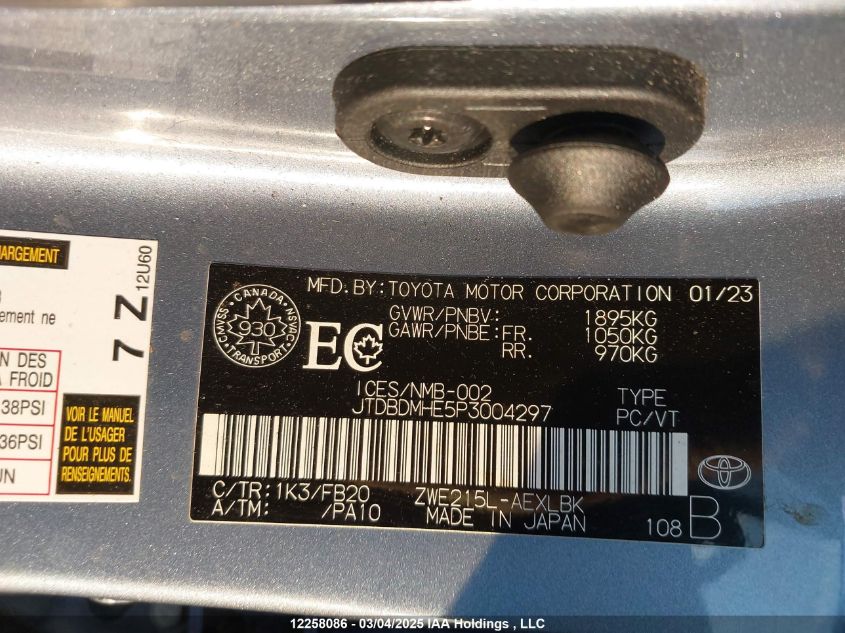 HARGEMENT
ement ne
N DES
A FROID
38PSI
36PSI
UN
VOIR LE MANUEL
DE L'USAGER
POUR PLUS DE
RENSEIGNEMENTS.
7 Z 12U60
CMVSS CANADA NSVAC
930
TRANSPORT
EC
MFD. BY: TOYOTA MOTOR CORPORATION 01/23
GVWR/PNBV: 1895KG
GAWR/PNBE: FR. 1050KG
RR. 970KG
ICES/NMB-002
JTDBDMHE5P3004297
TYPE
PC/VT
C/TR: 1K3/FB20 ZWE215L-AEXLBK
A/TM: /PA10 MADE IN JAPAN
108 B
12258086 - 03/04/2025 IAA Holdings , LLC